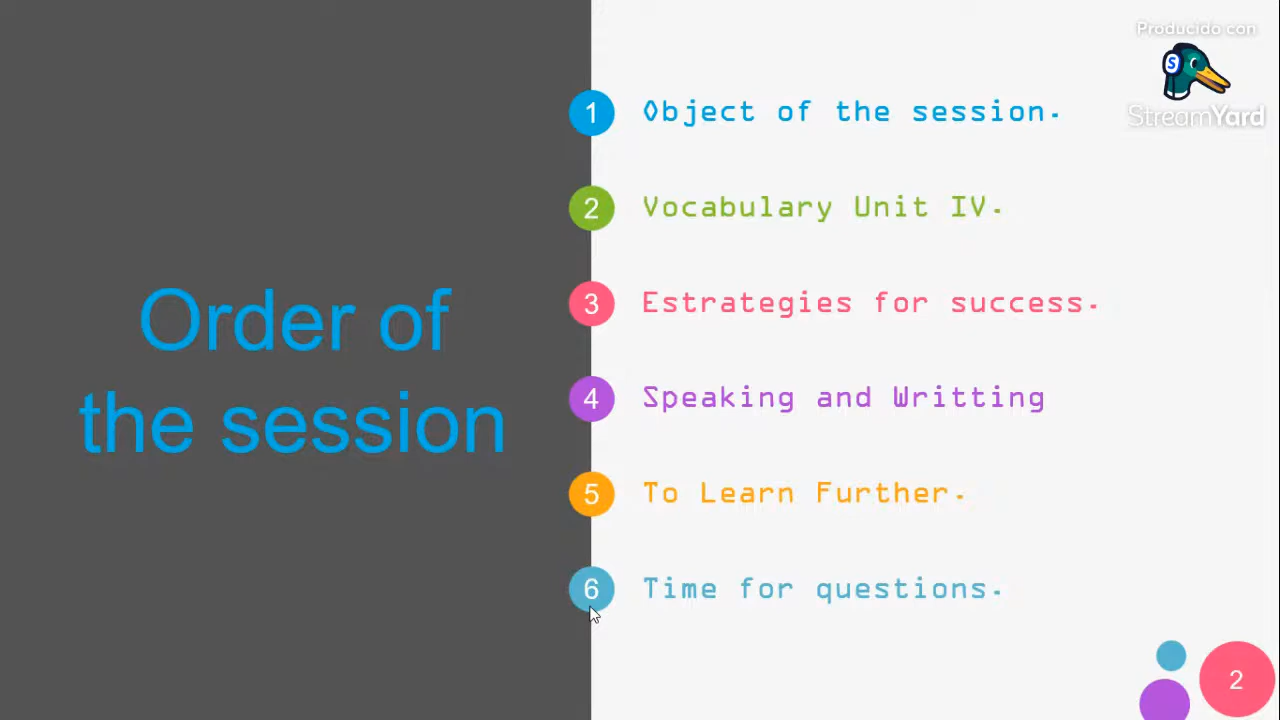 Order of
the session
1 Object of the session.
2 Vocabulary Unit IV.
3 Estrategies for success.
4 Speaking and Writting
5 To Learn Further.
6 Time for questions.
Producido con
S
StreamYard
2